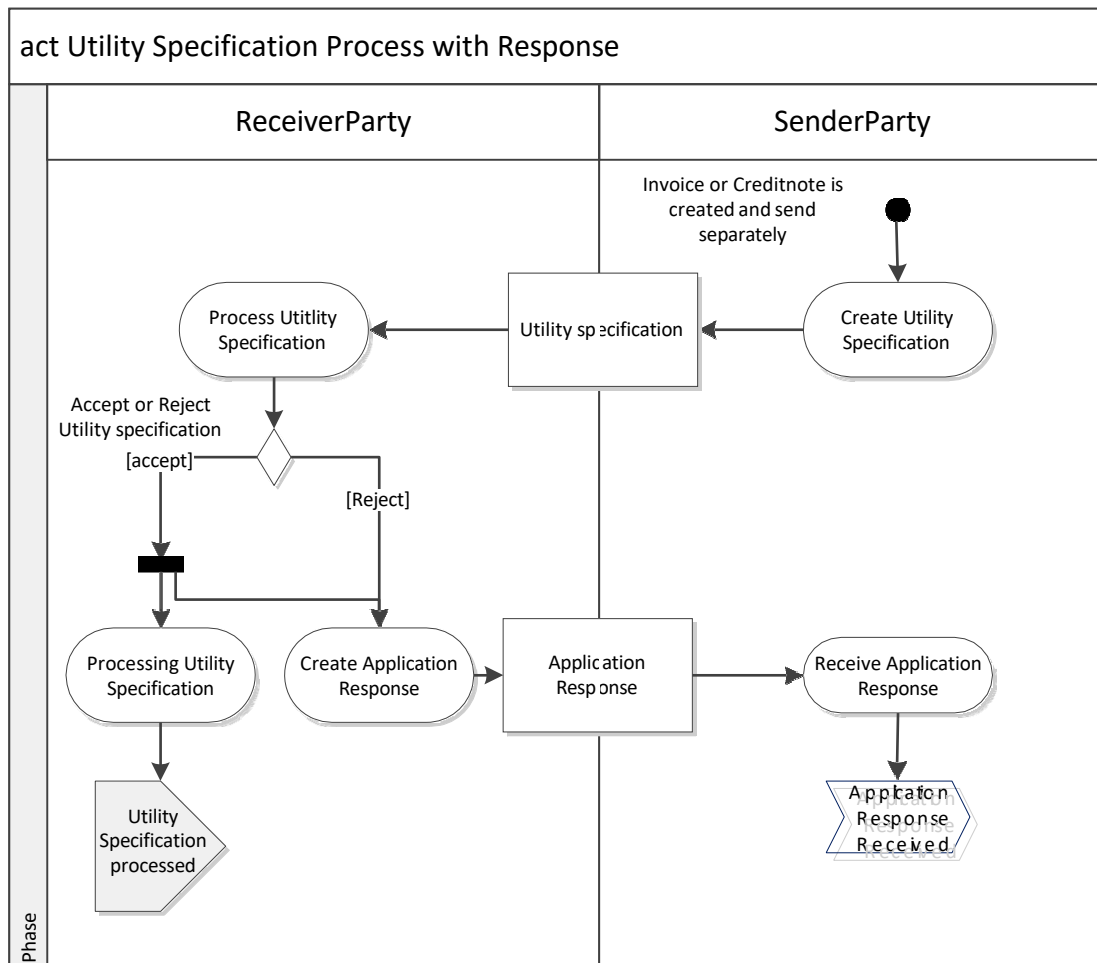 act Utility Specification Process with Response
ReceiverParty
SenderParty
Invoice or Creditnote is
created and send
separately
Process Utitlity
Specification
Utility specification
Create Utility
Specification
Accept or Reject
Utility specification
[accept]
[Reject]
Processing Utility
Specification
Create Application
Response
Application
Response
Receive Application
Response
Utility
Specification
processed
Application
Response
Received
Phase